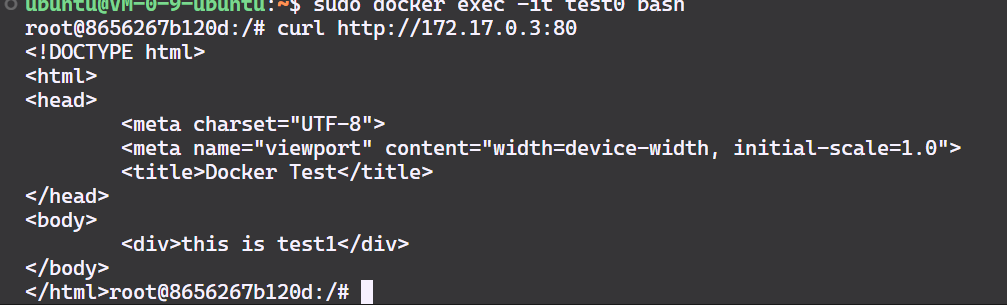 ubuntu@VM-0-9-ubuntu:~$ sudo docker exec -it test0 bash
root@8656267b120d:/# curl http://172.17.0.3:80
<!DOCTYPE html>
<html>
<head>
        <meta charset="UTF-8">
        <meta name="viewport" content="width=device-width, initial-scale=1.0">
        <title>Docker Test</title>
</head>
<body>
        <div>this is test1</div>
</body>
</html>root@8656267b120d:/#